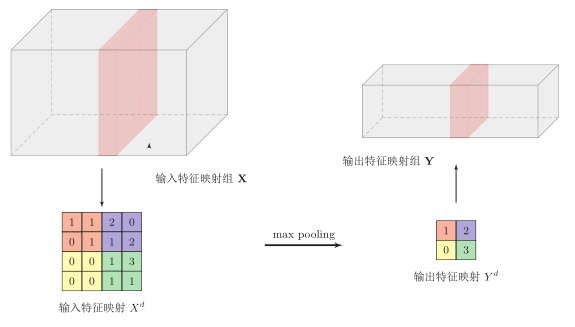 输入特征映射组 X
输出特征映射组 Y
1 1 2 0
0 1 1 2
0 0 1 3
0 0 1 1
max pooling
1 2
0 3
输入特征映射 X^d
输出特征映射 Y^d